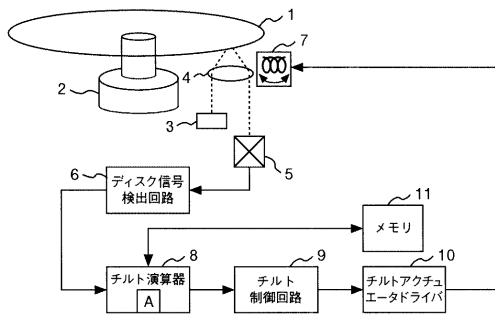 1
7
4
2
3
5
6
ディスク信号
検出回路
11
メモリ
8
チルト演算器
A
9
チルト
制御回路
10
チルトアクチュ
エータドライバ